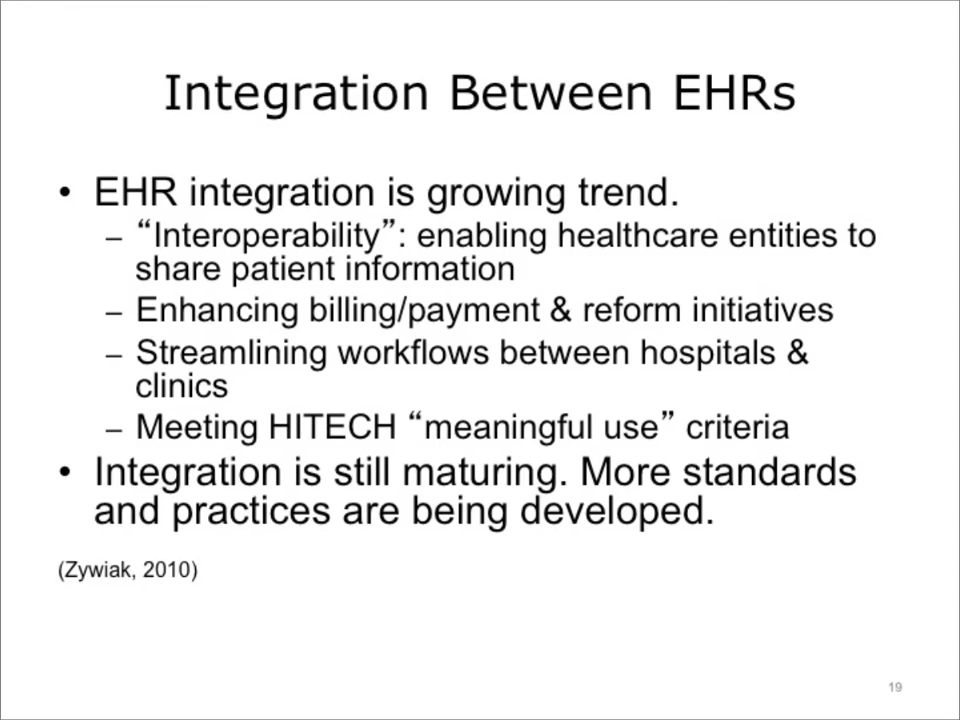 Integration Between EHRs
• EHR integration is growing trend.
– “Interoperability”: enabling healthcare entities to
share patient information
– Enhancing billing/payment & reform initiatives
– Streamlining workflows between hospitals &
clinics
– Meeting HITECH “meaningful use” criteria
• Integration is still maturing. More standards
and practices are being developed.
(Zywiak, 2010)
19